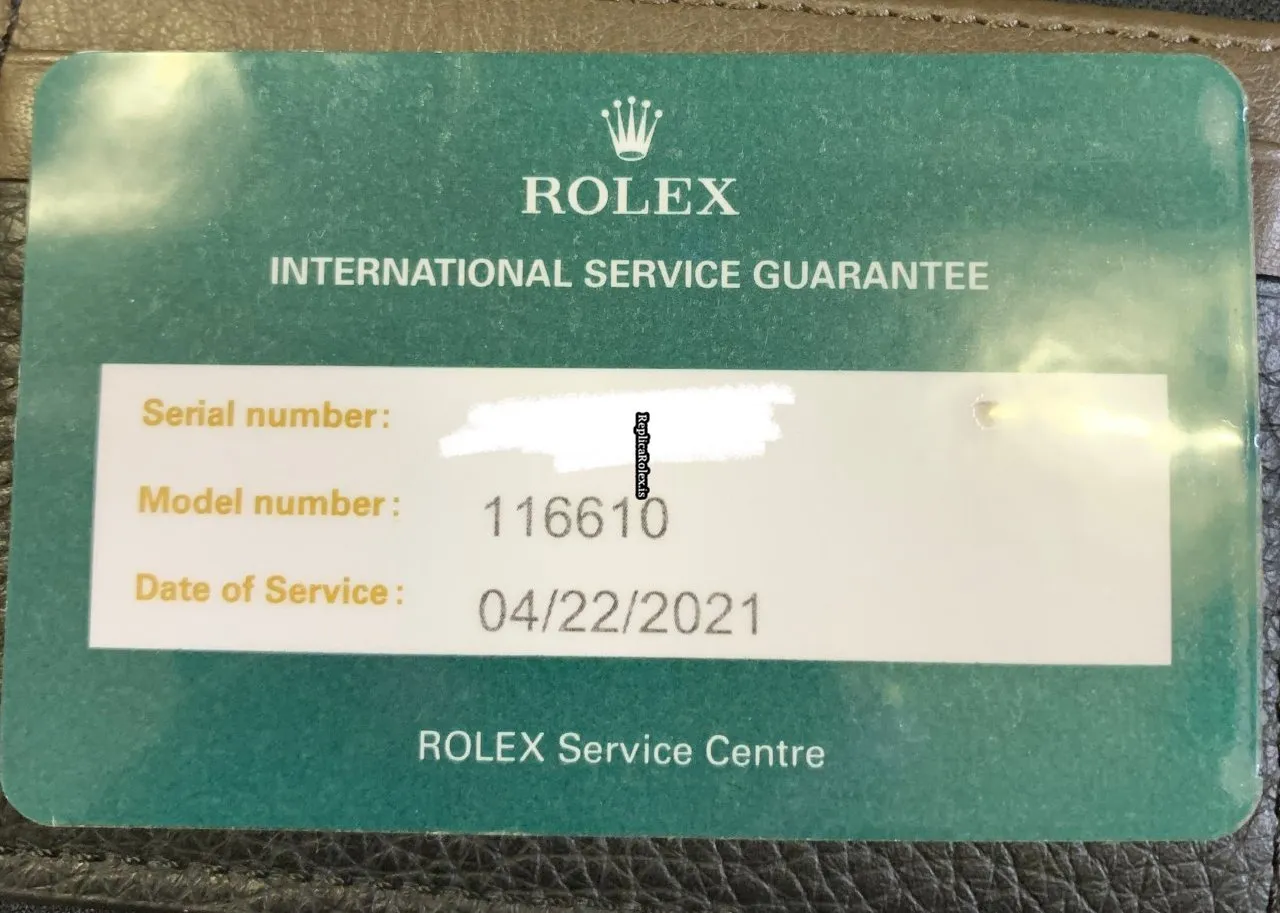 ROLEX
INTERNATIONAL SERVICE GUARANTEE
Serial number:
ReplicaRolex.is
Model number: 116610
Date of Service: 04/22/2021
ROLEX Service Centre